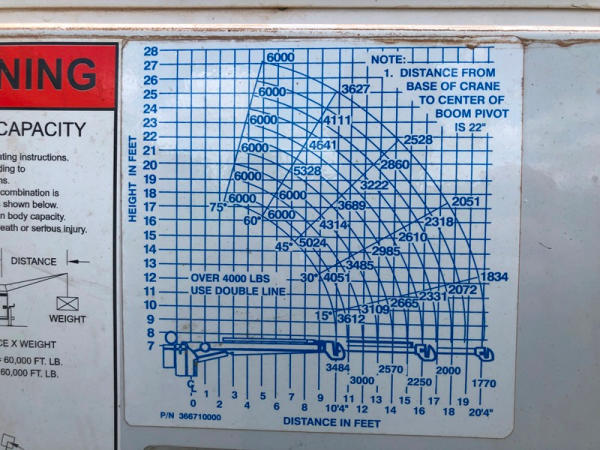 NING
CAPACITY
ating instructions.
ding to
ns.
combination is
shown below.
n body capacity.
eath or serious injury.
DISTANCE
WEIGHT
CE X WEIGHT
= 60,000 FT. LB.
60,000 FT. LB.
NOTE:
1. DISTANCE FROM
BASE OF CRANE
TO CENTER OF
BOOM PIVOT
IS 22"
HEIGHT IN FEET
28
27
26
25
24
23
22
21
20
19
18
17
16
15
14
13
12
11
10
9
8
7
6000
6000
3627
6000
4111
6000
4641
2528
6000
5328
2860
3222
75° 6000
60° 6000
3689
2051
4314
2318
45° 5024
2610
2985
3485
30° 4051
1834
2072
2331
2665
3109
15° 3612
OVER 4000 LBS
USE DOUBLE LINE
3484
3000
2570
2250
2000
1770
CL
1 3 5 7 9 11 13 15 17 19
0 2 4 6 8 10'4" 12 14 16 18 20'4"
P/N 366710000
DISTANCE IN FEET